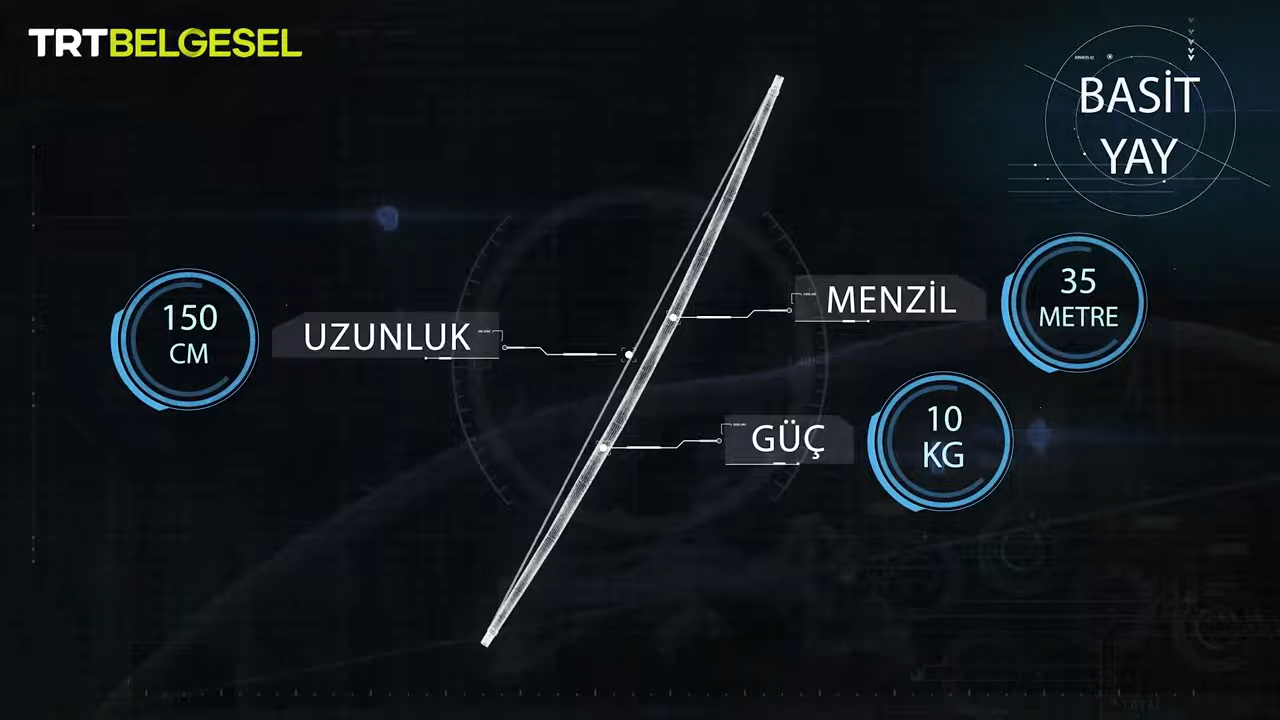 TRTBELGESEL
BASİT
YAY
150
CM
UZUNLUK
MENZİL
35
METRE
GÜÇ
10
KG